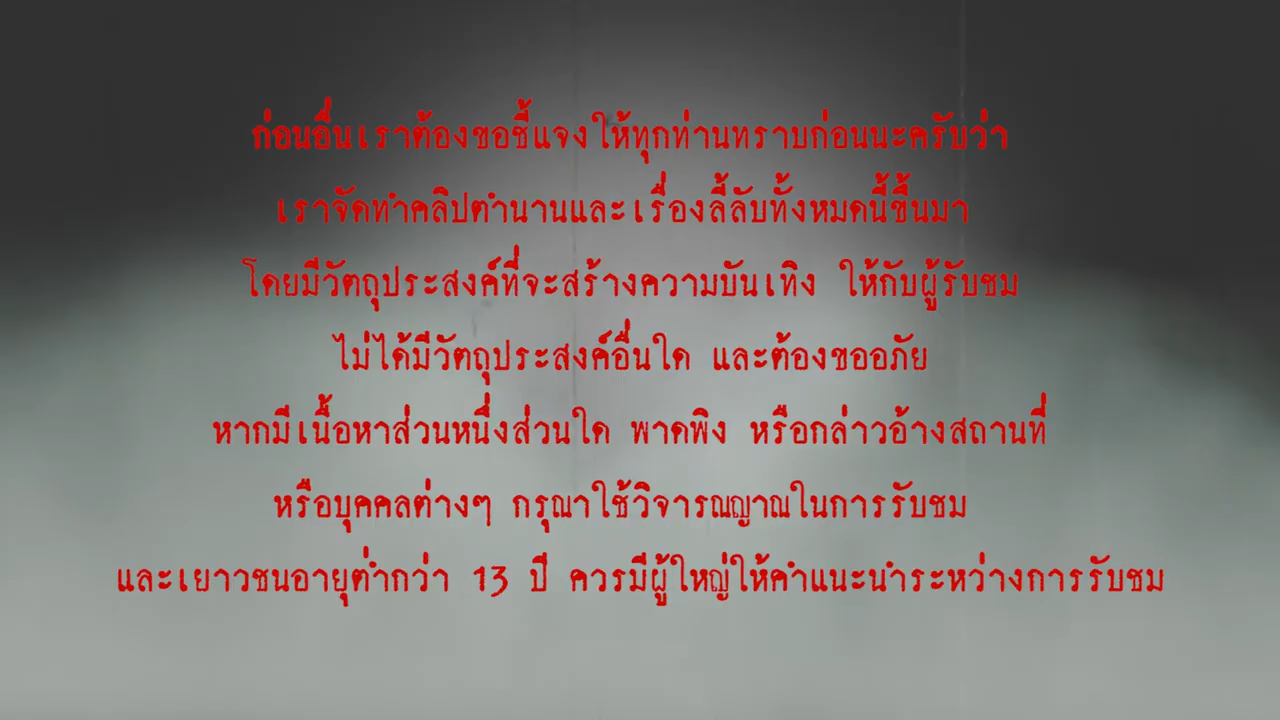 ก่อนอื่นเราต้องขอชี้แจงให้ทุกท่านทราบก่อนนะครับว่า
เราจัดทำคลิปตำนานและเรื่องลี้ลับทั้งหมดนี้ขึ้นมา
โดยมีวัตถุประสงค์ที่จะสร้างความบันเทิง ให้กับผู้รับชม
ไม่ได้มีวัตถุประสงค์อื่นใด และต้องขออภัย
หากมีเนื้อหาส่วนหนึ่งส่วนใด พาดพิง หรือกล่าวอ้างสถานที่
หรือบุคคลต่างๆ กรุณาใช้วิจารณญาณในการรับชม
และเยาวชนอายุต่ำกว่า 13 ปี ควรมีผู้ใหญ่ให้คำแนะนำระหว่างการรับชม